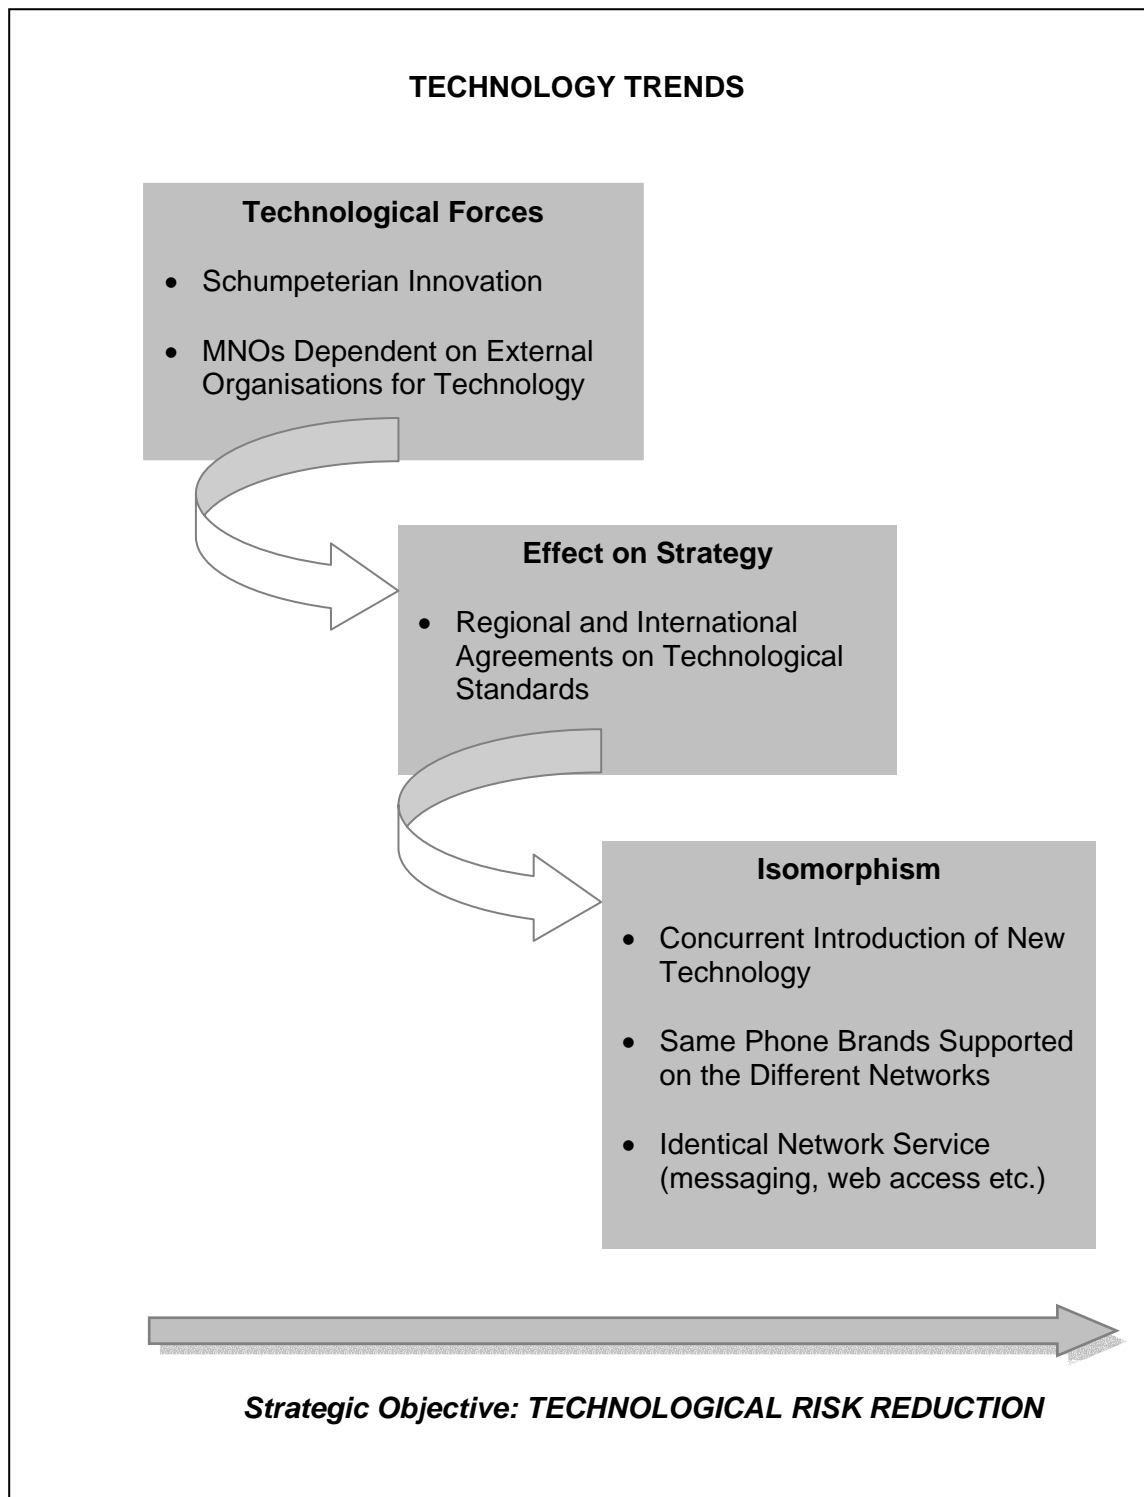 TECHNOLOGY TRENDS
Technological Forces
• Schumpeterian Innovation
• MNOs Dependent on External
Organisations for Technology
Effect on Strategy
• Regional and International
Agreements on Technological
Standards
Isomorphism
• Concurrent Introduction of New
Technology
• Same Phone Brands Supported
on the Different Networks
• Identical Network Service
(messaging, web access etc.)
Strategic Objective: TECHNOLOGICAL RISK REDUCTION